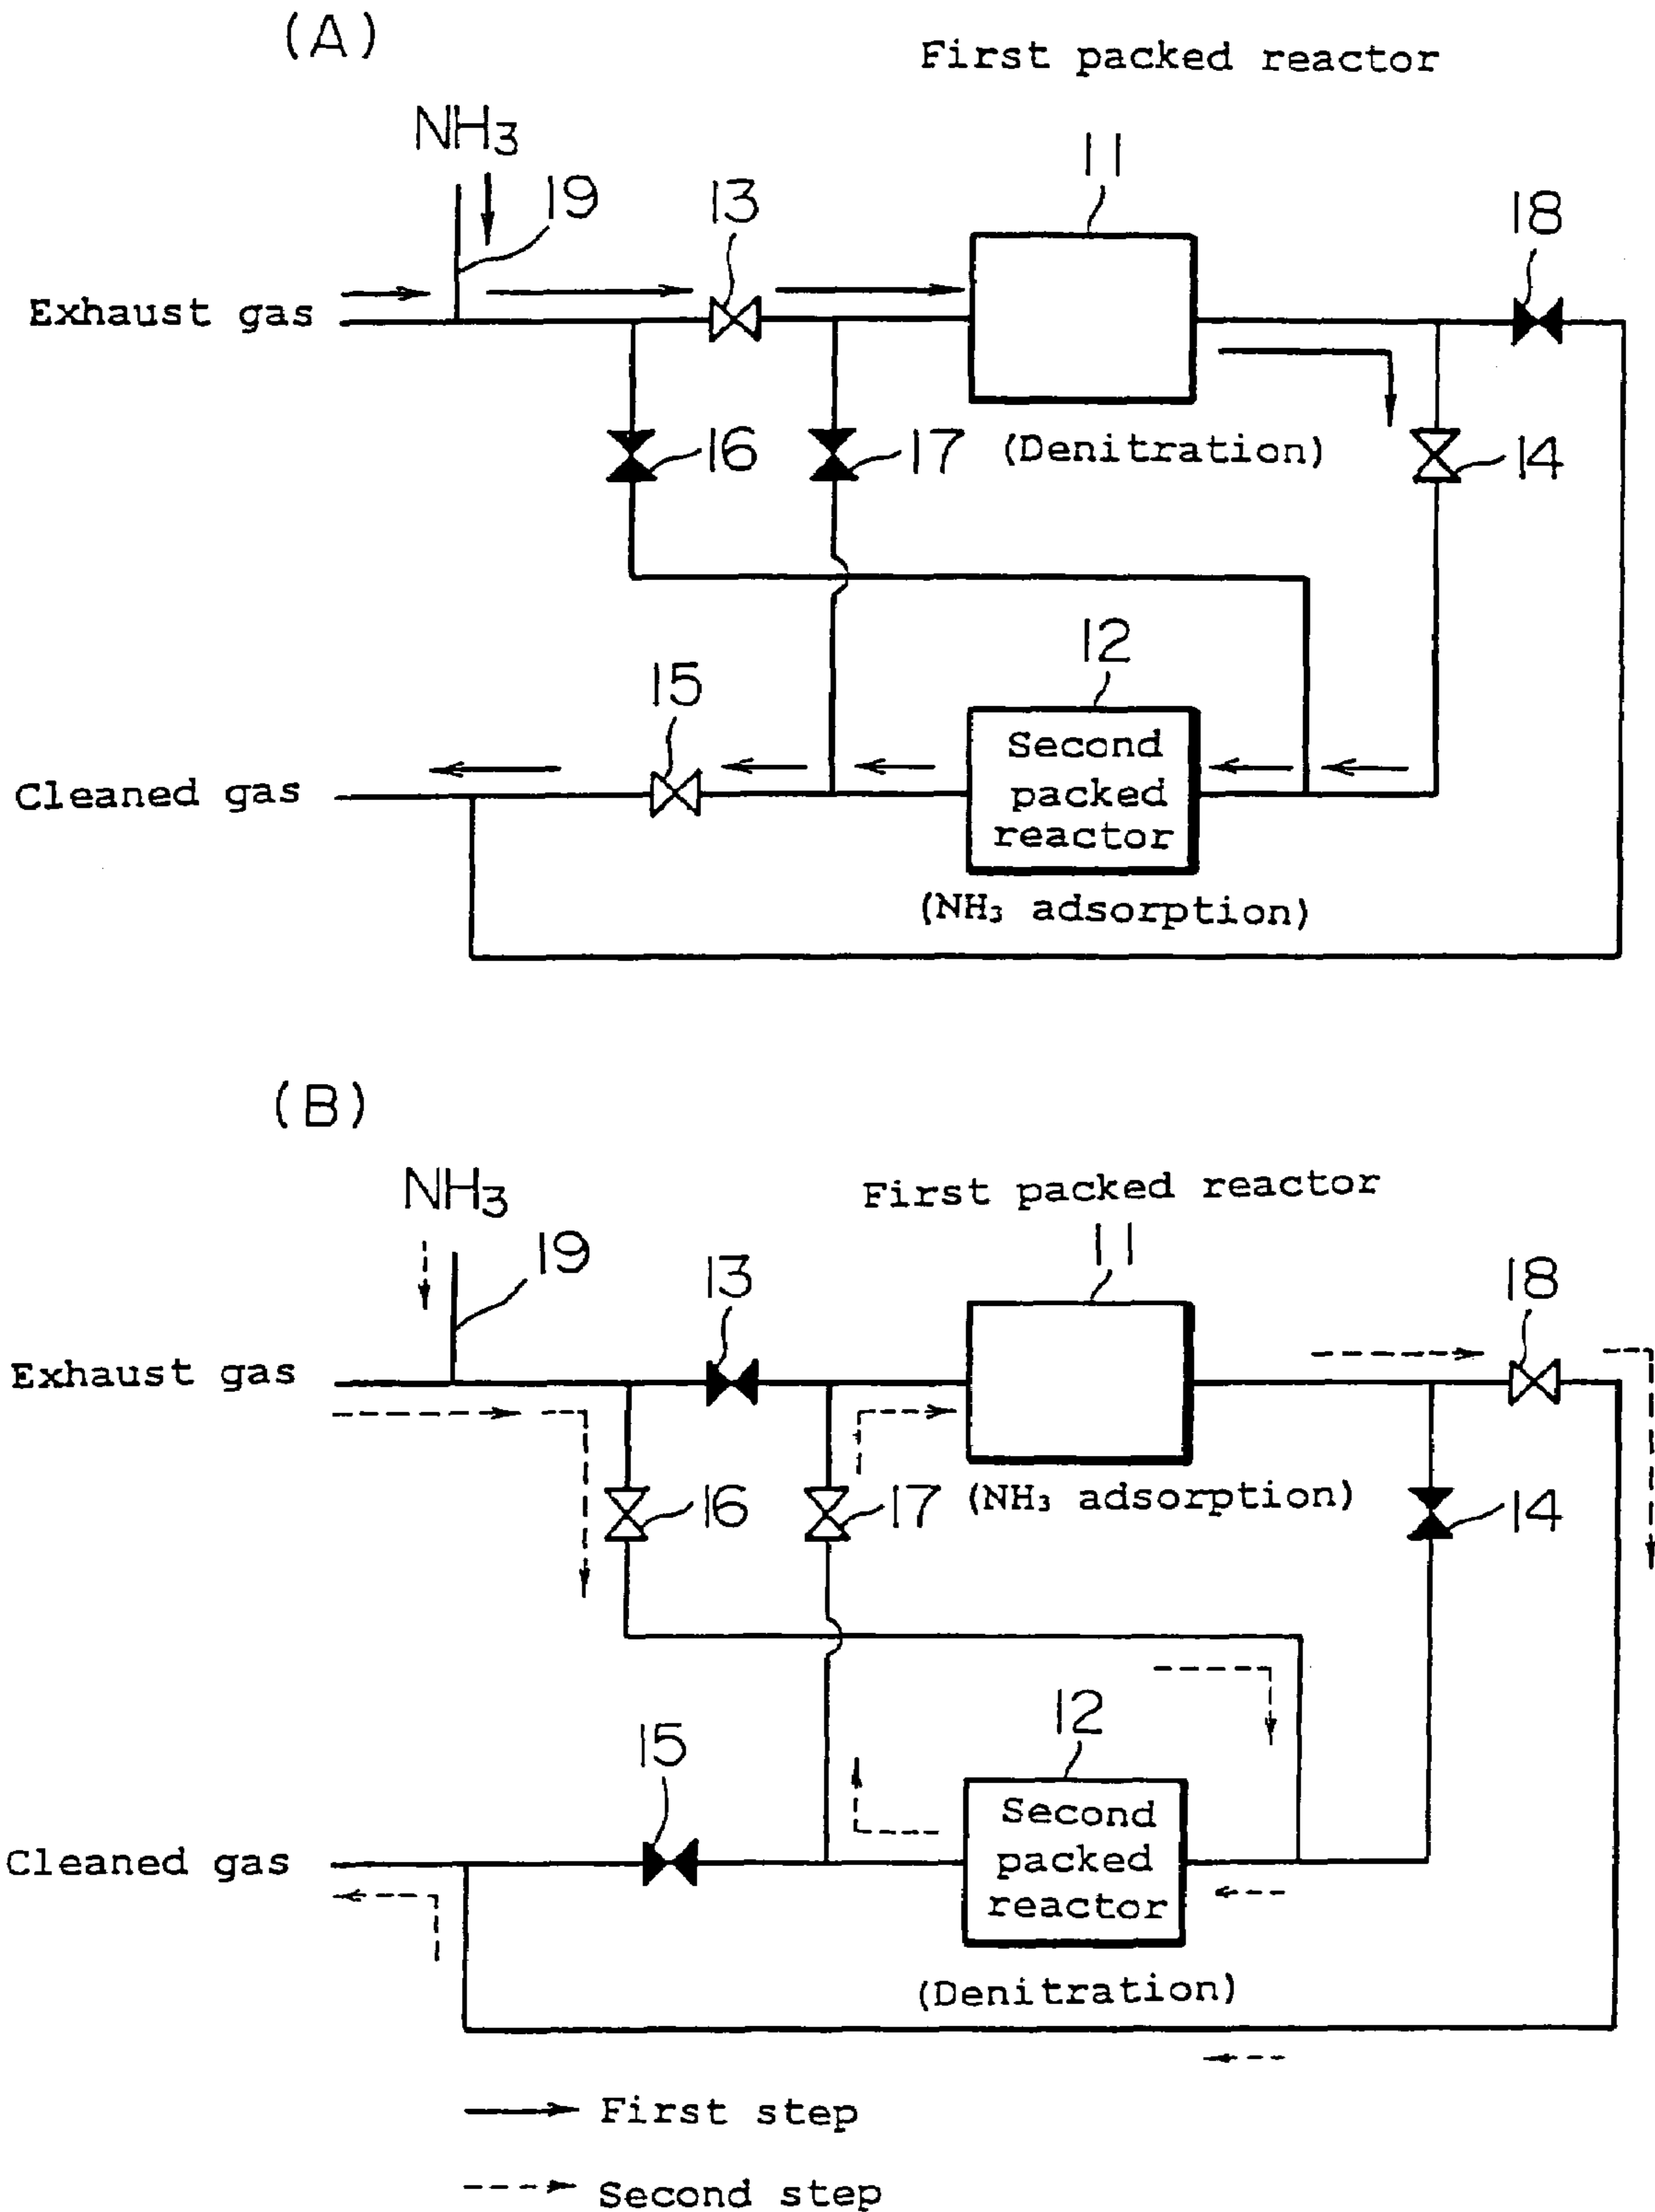 (A)
First packed reactor
NH3
11
19
13
18
Exhaust gas
16
17
(Denitration)
14
12
15
Second
packed
reactor
Cleaned gas
(NH3 adsorption)
(B)
NH3
First packed reactor
11
19
13
18
Exhaust gas
16
17
(NH3 adsorption)
14
12
15
Second
packed
reactor
Cleaned gas
(Denitration)
First step
Second step